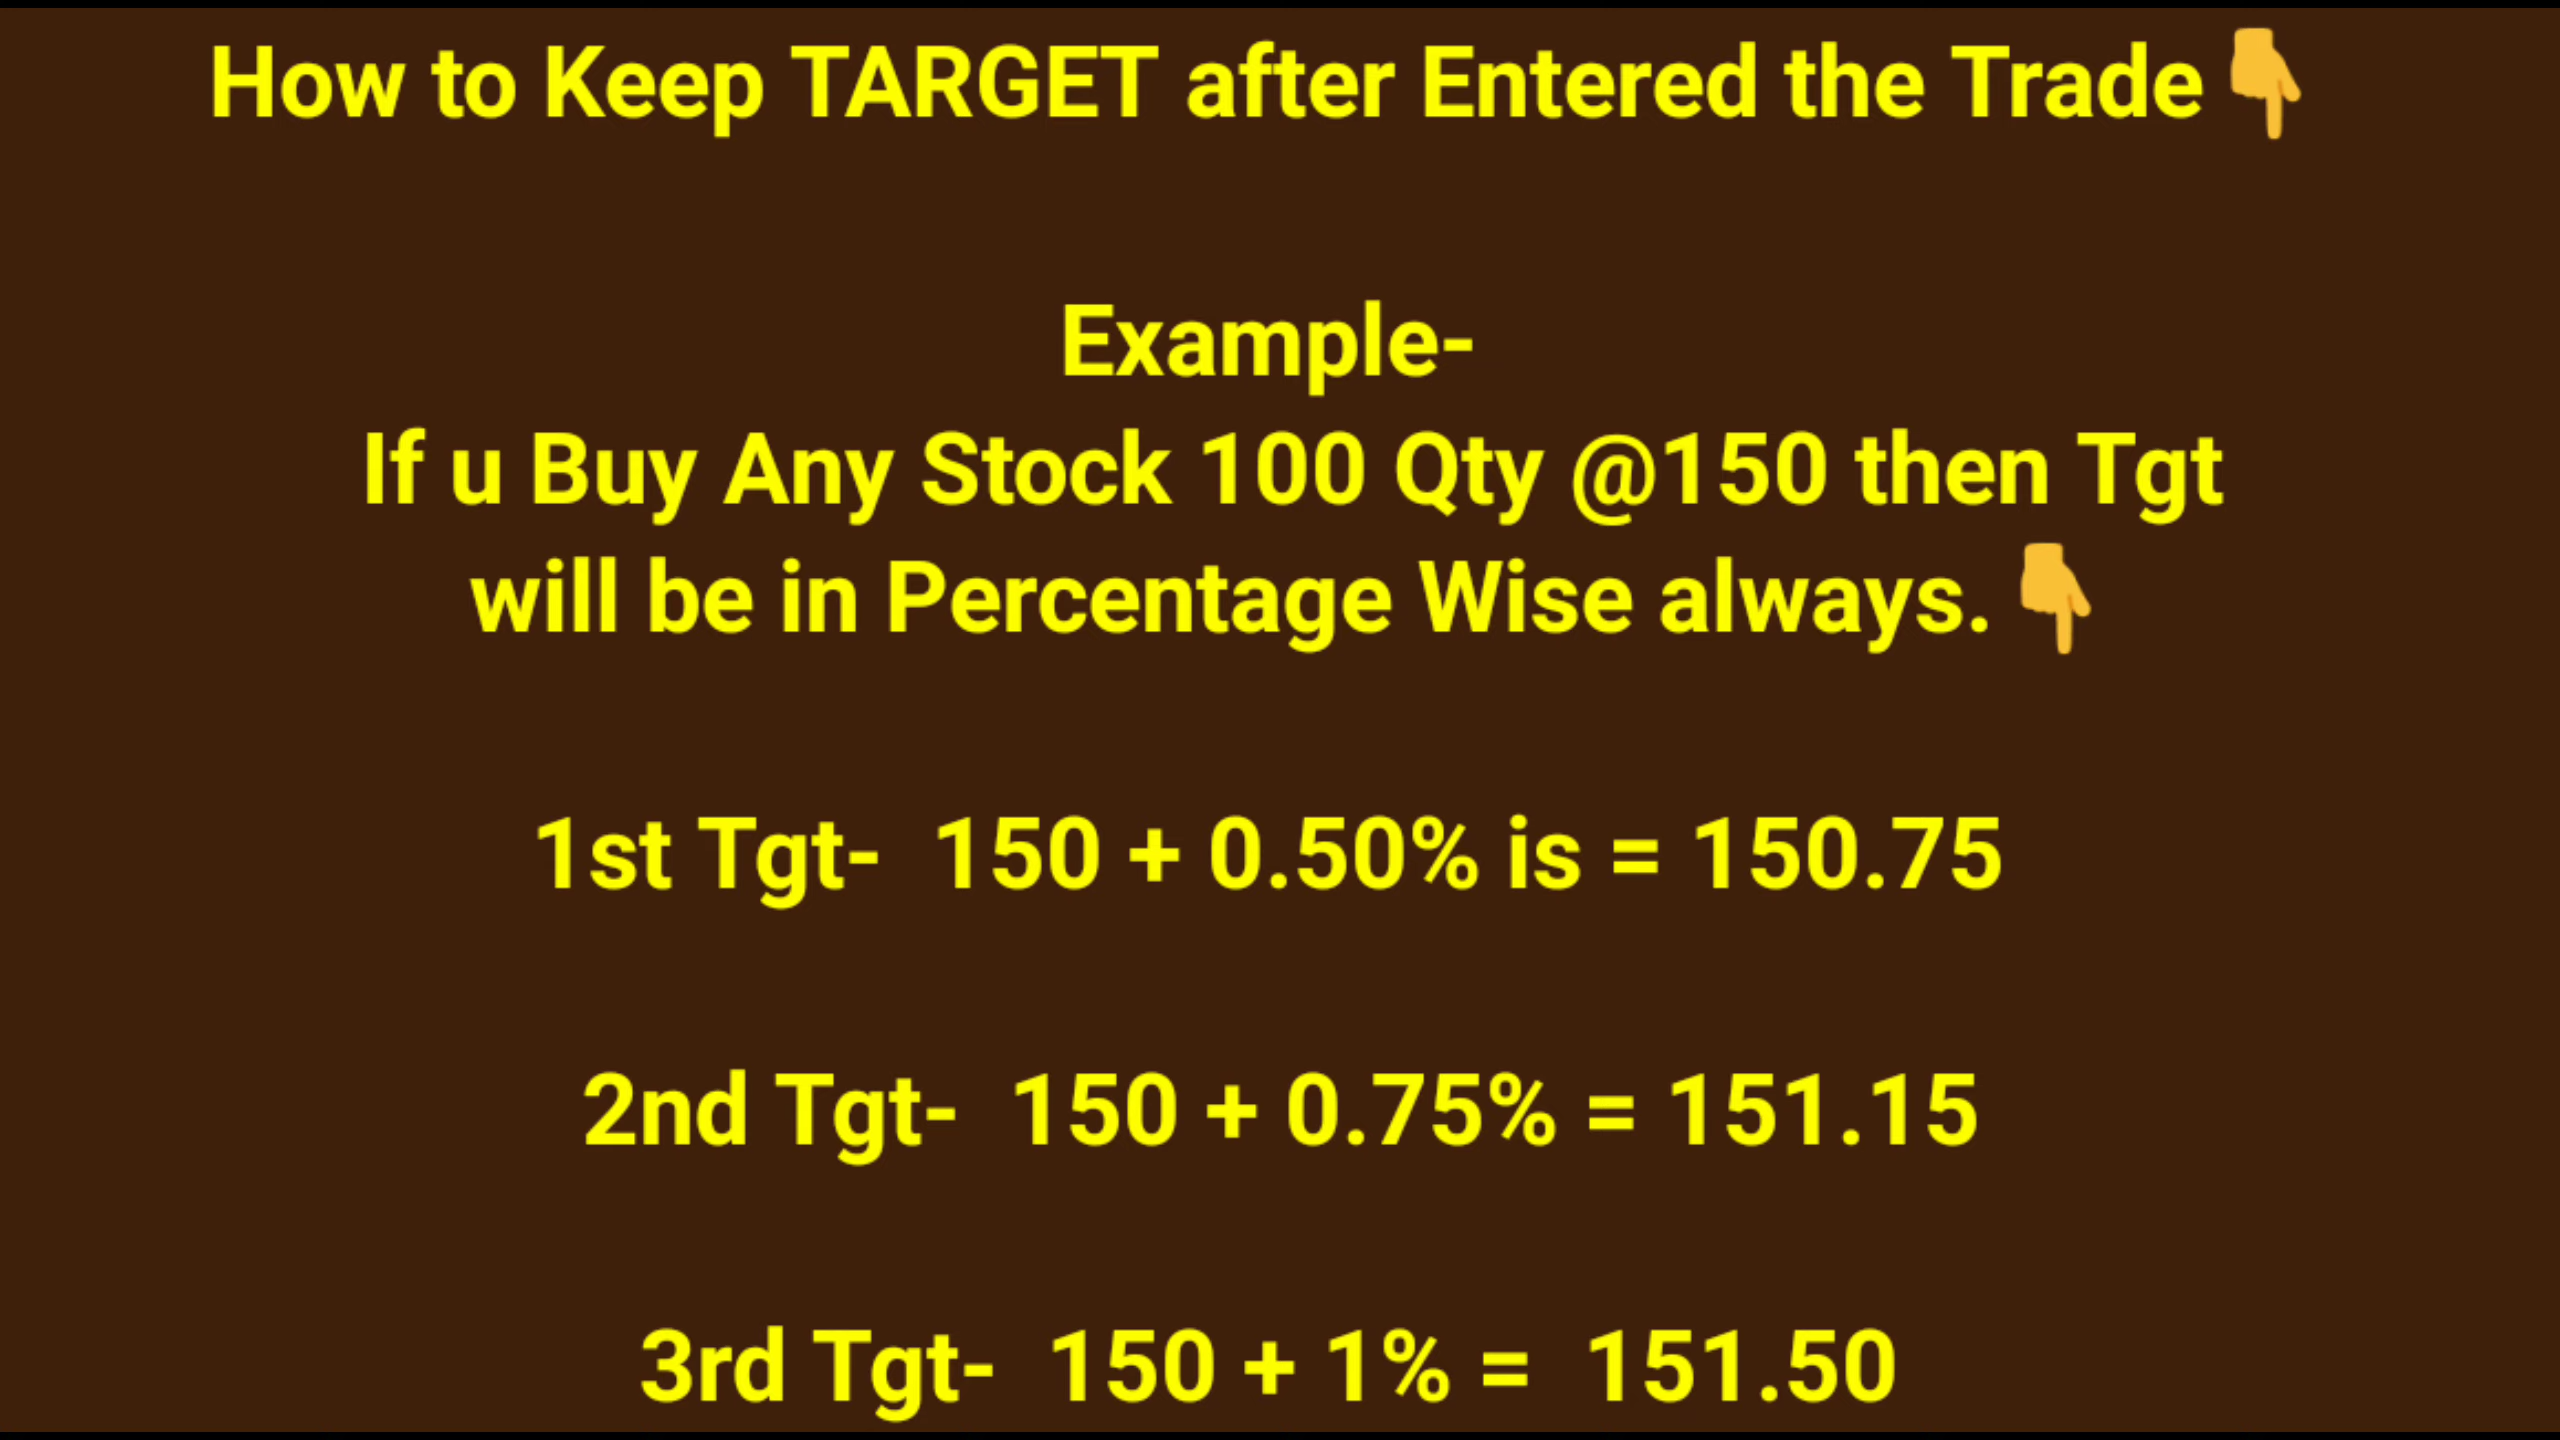 How to Keep TARGET after Entered the Trade👇
Example-
If u Buy Any Stock 100 Qty @150 then Tgt
will be in Percentage Wise always.👇
1st Tgt-  150 + 0.50% is = 150.75
2nd Tgt-  150 + 0.75% = 151.15
3rd Tgt-  150 + 1% =  151.50